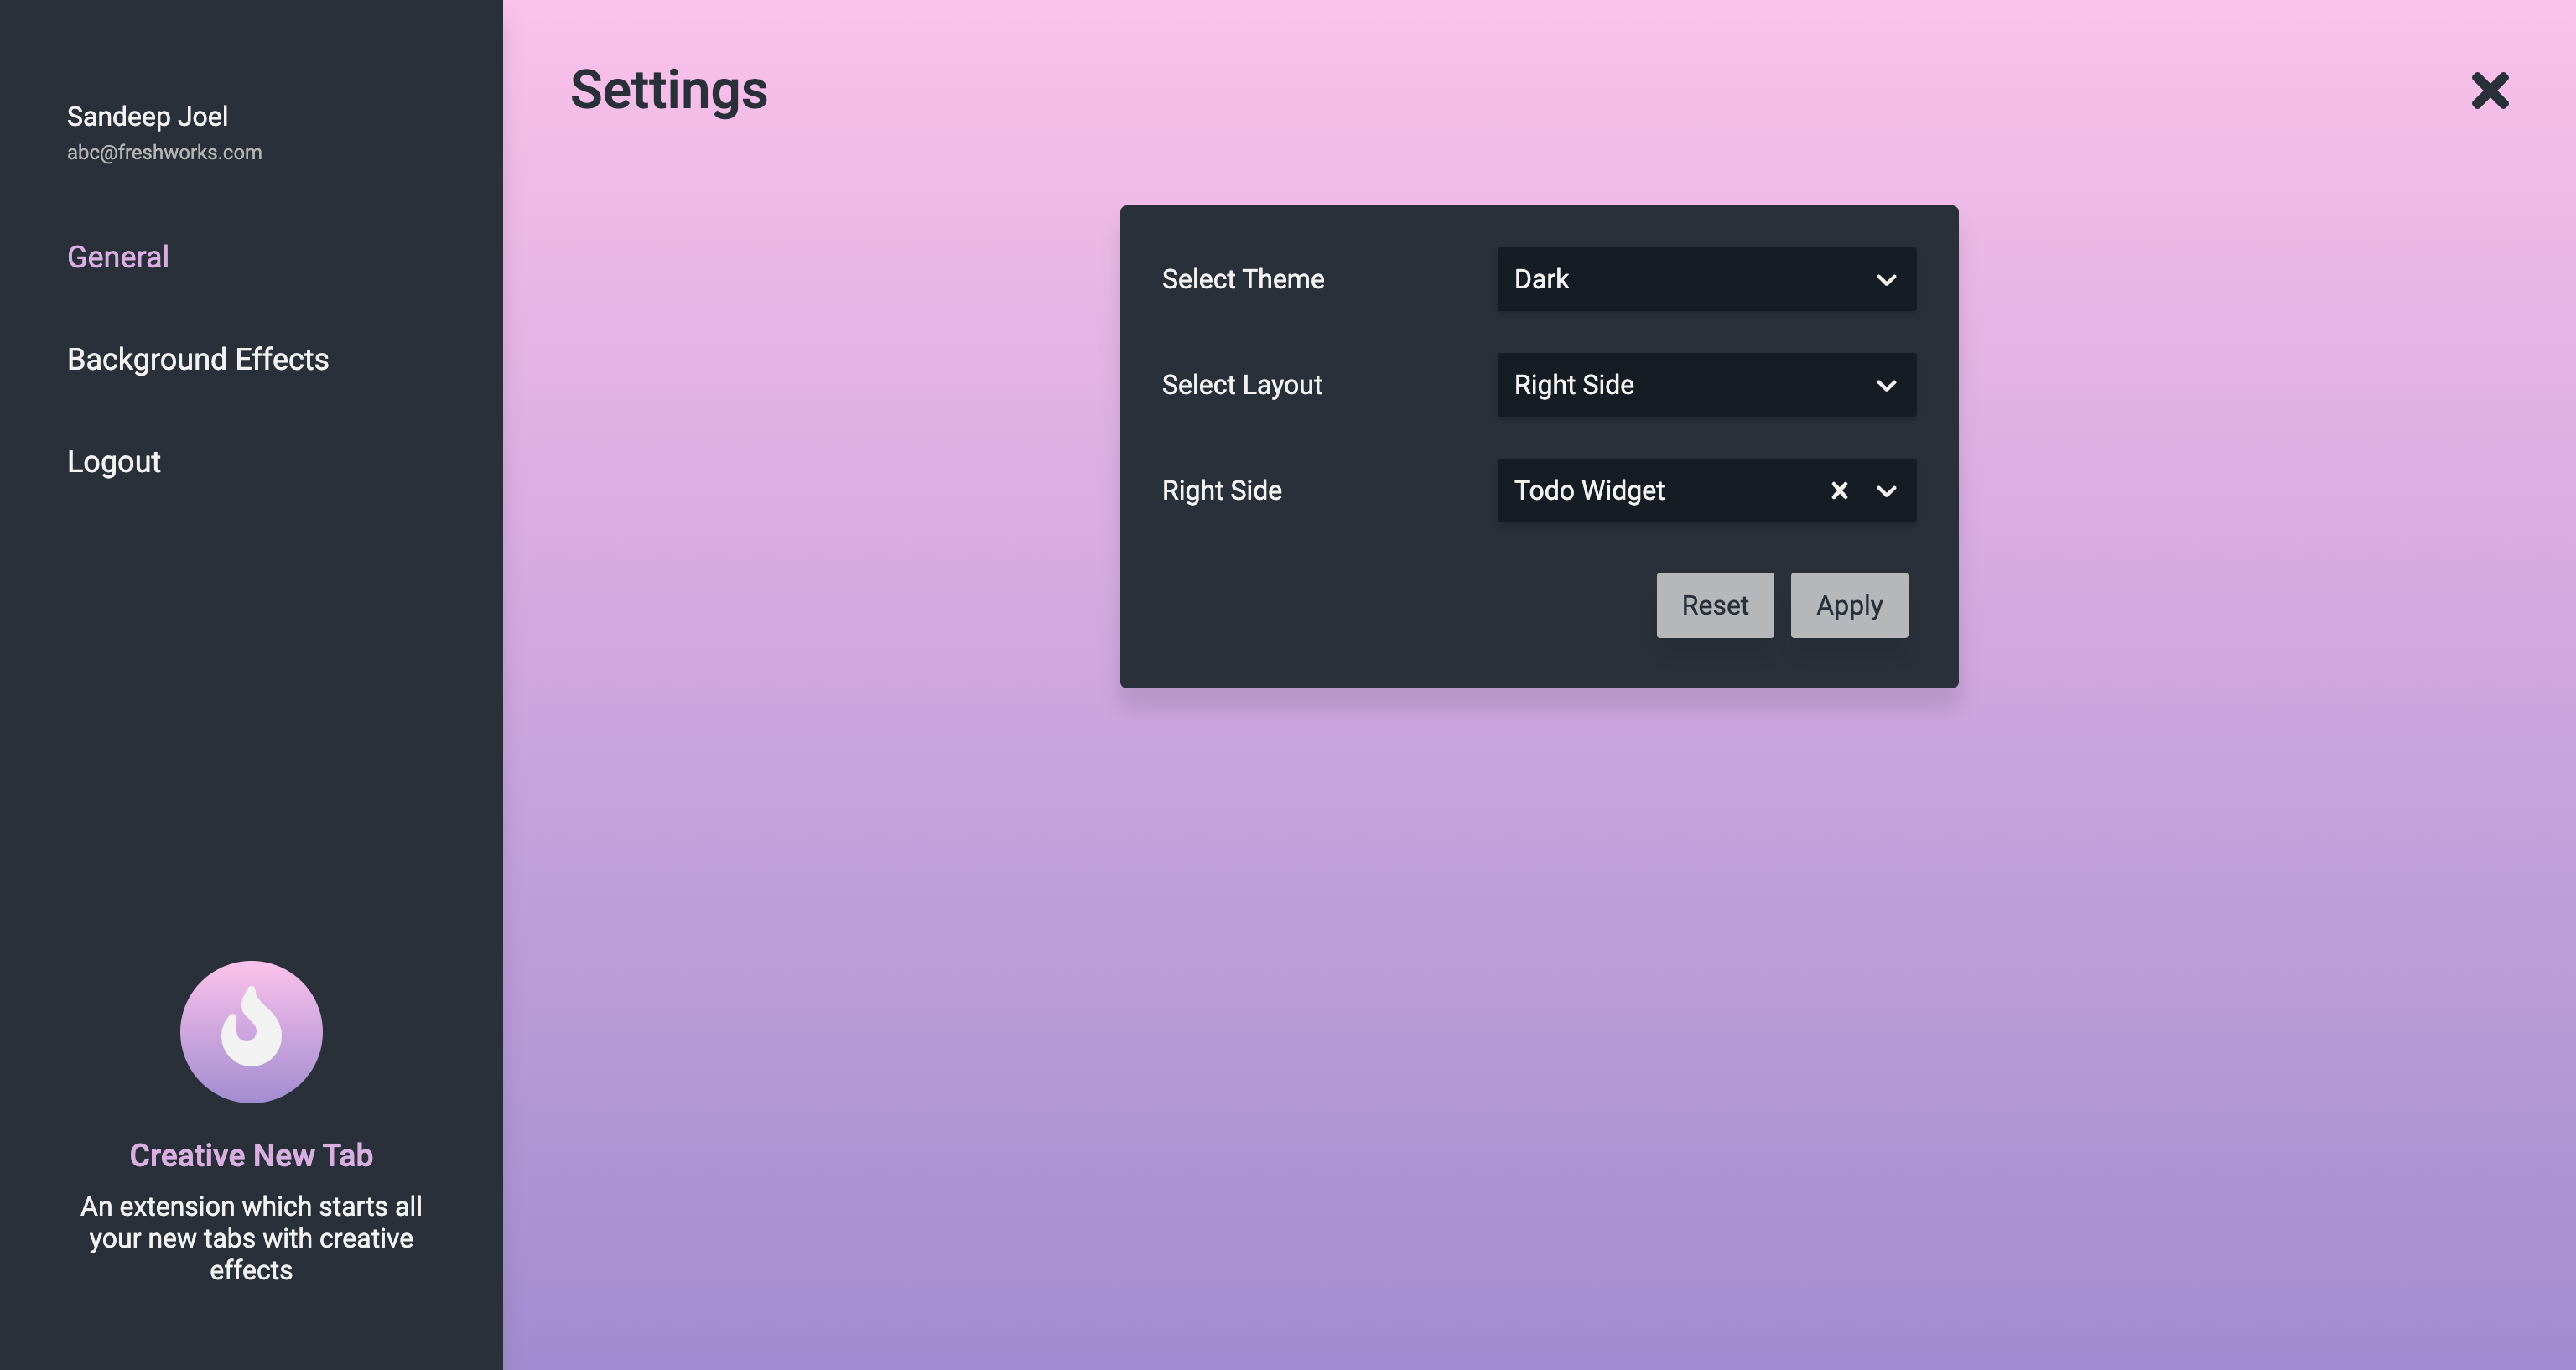 Sandeep Joel
abc@freshworks.com
General
Background Effects
Logout
Creative New Tab
An extension which starts all
your new tabs with creative
effects
Settings
Select Theme
Dark
Select Layout
Right Side
Right Side
Todo Widget
Reset
Apply